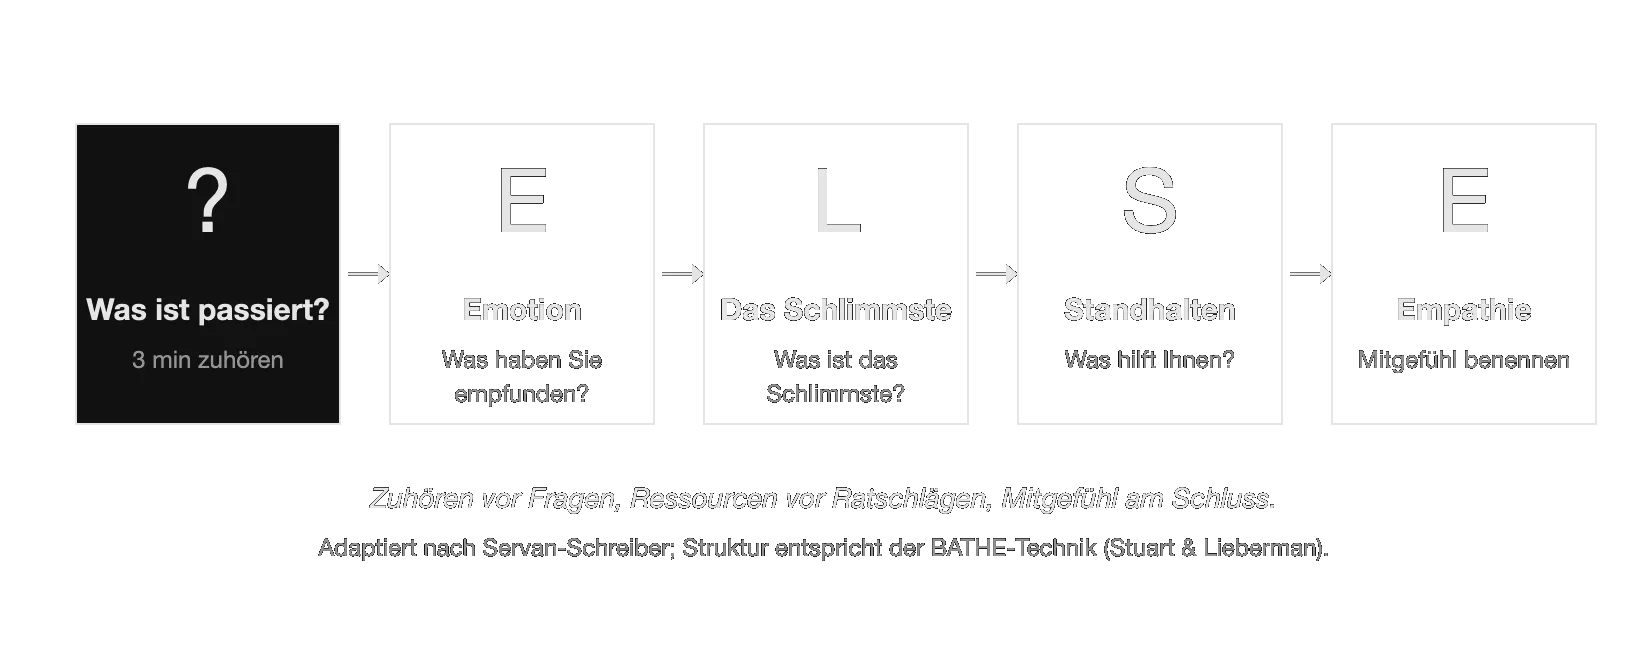 ?
Was ist passiert?
3 min zuhören
E
Emotion
Was haben Sie
empfunden?
L
Das Schlimmste
Was ist das
Schlimmste?
S
Standhalten
Was hilft Ihnen?
E
Empathie
Mitgefühl benennen
Zuhören vor Fragen, Ressourcen vor Ratschlägen, Mitgefühl am Schluss.
Adaptiert nach Servan-Schreiber; Struktur entspricht der BATHE-Technik (Stuart & Lieberman).